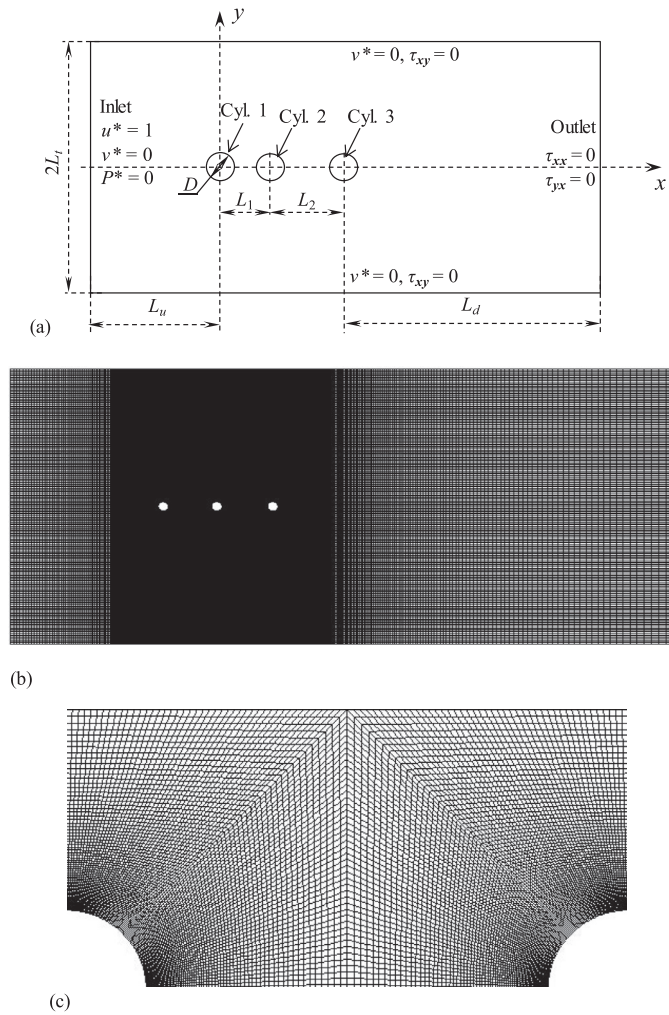 y
v* = 0, τxy = 0
Inlet
u* = 1
v* = 0
P* = 0
Cyl. 1
Cyl. 2
Cyl. 3
Outlet
τxx = 0
τyx = 0
2Lt
D
x
L1
L2
v* = 0, τxy = 0
(a)
Lu
Ld
(b)
(c)